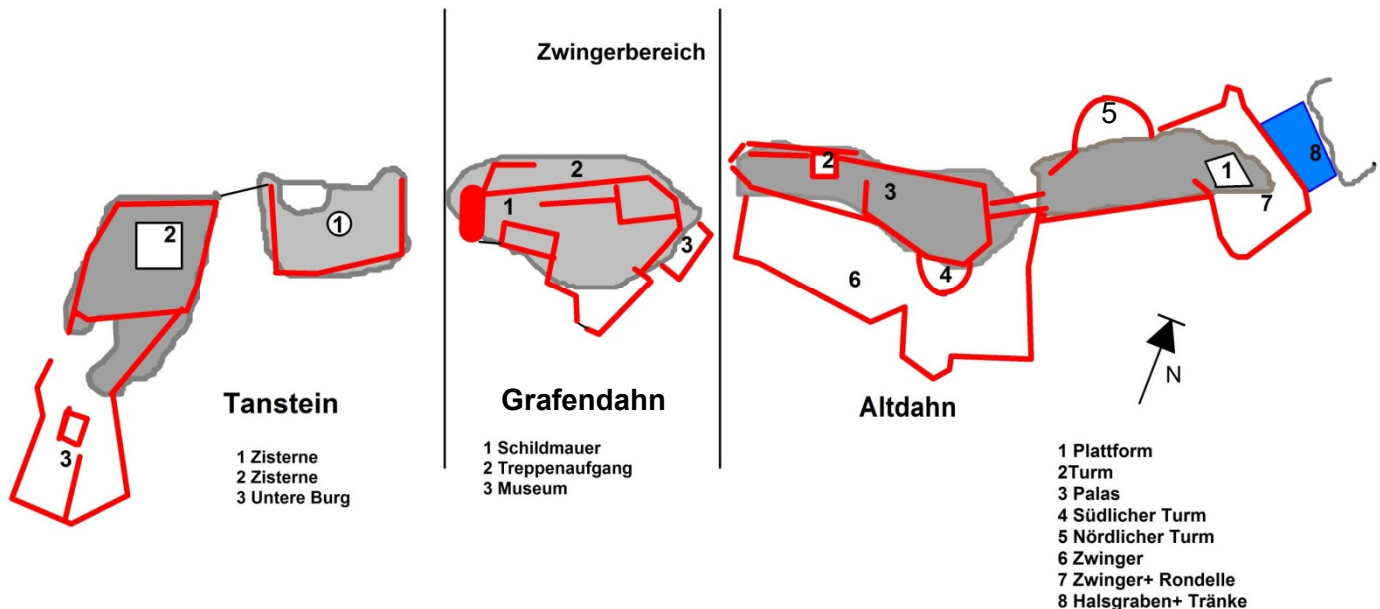 Zwingerbereich
2
1
3
Tanstein
1 Zisterne
2 Zisterne
3 Untere Burg
2
1
3
Grafendahn
1 Schildmauer
2 Treppenaufgang
3 Museum
2
3
4
6
5
1
7
8
Altdahn
N
1 Plattform
2Turm
3 Palas
4 Südlicher Turm
5 Nördlicher Turm
6 Zwinger
7 Zwinger+ Rondelle
8 Halsgraben+ Tränke